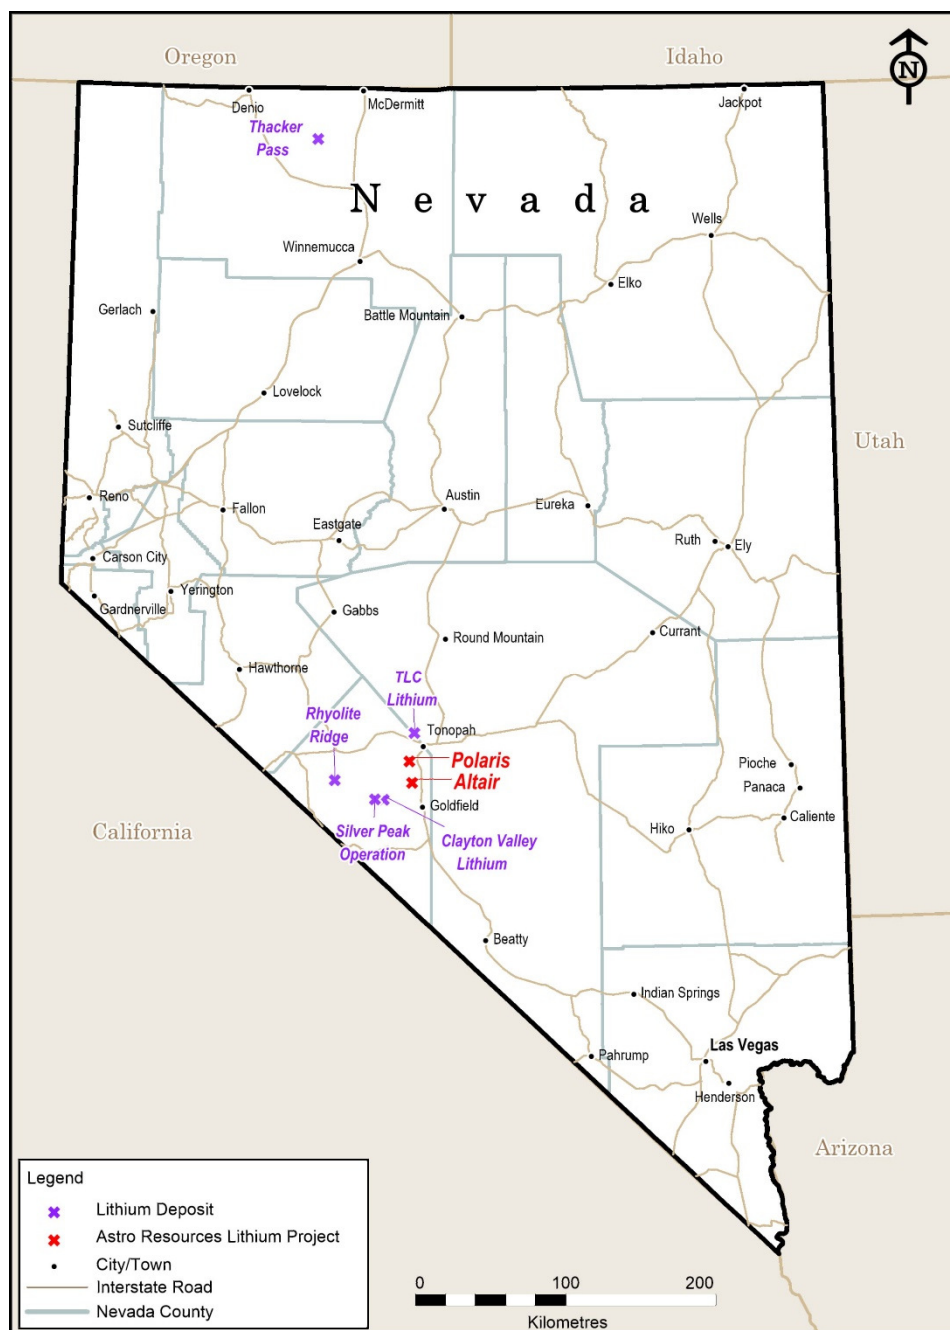 Oregon
Idaho
N
Denio
McDermitt
Jackpot
Thacker
Pass
Nevada
Wells
Winnemucca
Elko
Gerlach
Battle Mountain
Lovelock
Sutcliffe
Utah
Reno
Fallon
Austin
Eureka
Eastgate
Ruth
Ely
Carson City
Yerington
Gardnerville
Gabbs
Round Mountain
Currant
Hawthorne
TLC
Lithium
Rhyolite
Ridge
Tonopah
Polaris
Altair
Pioche
Panaca
Goldfield
Caliente
California
Silver Peak
Operation
Clayton Valley
Lithium
Hiko
Beatty
Indian Springs
Las Vegas
Pahrump
Henderson
Arizona
Legend
Lithium Deposit
Astro Resources Lithium Project
City/Town
Interstate Road
Nevada County
0 100 200
Kilometres